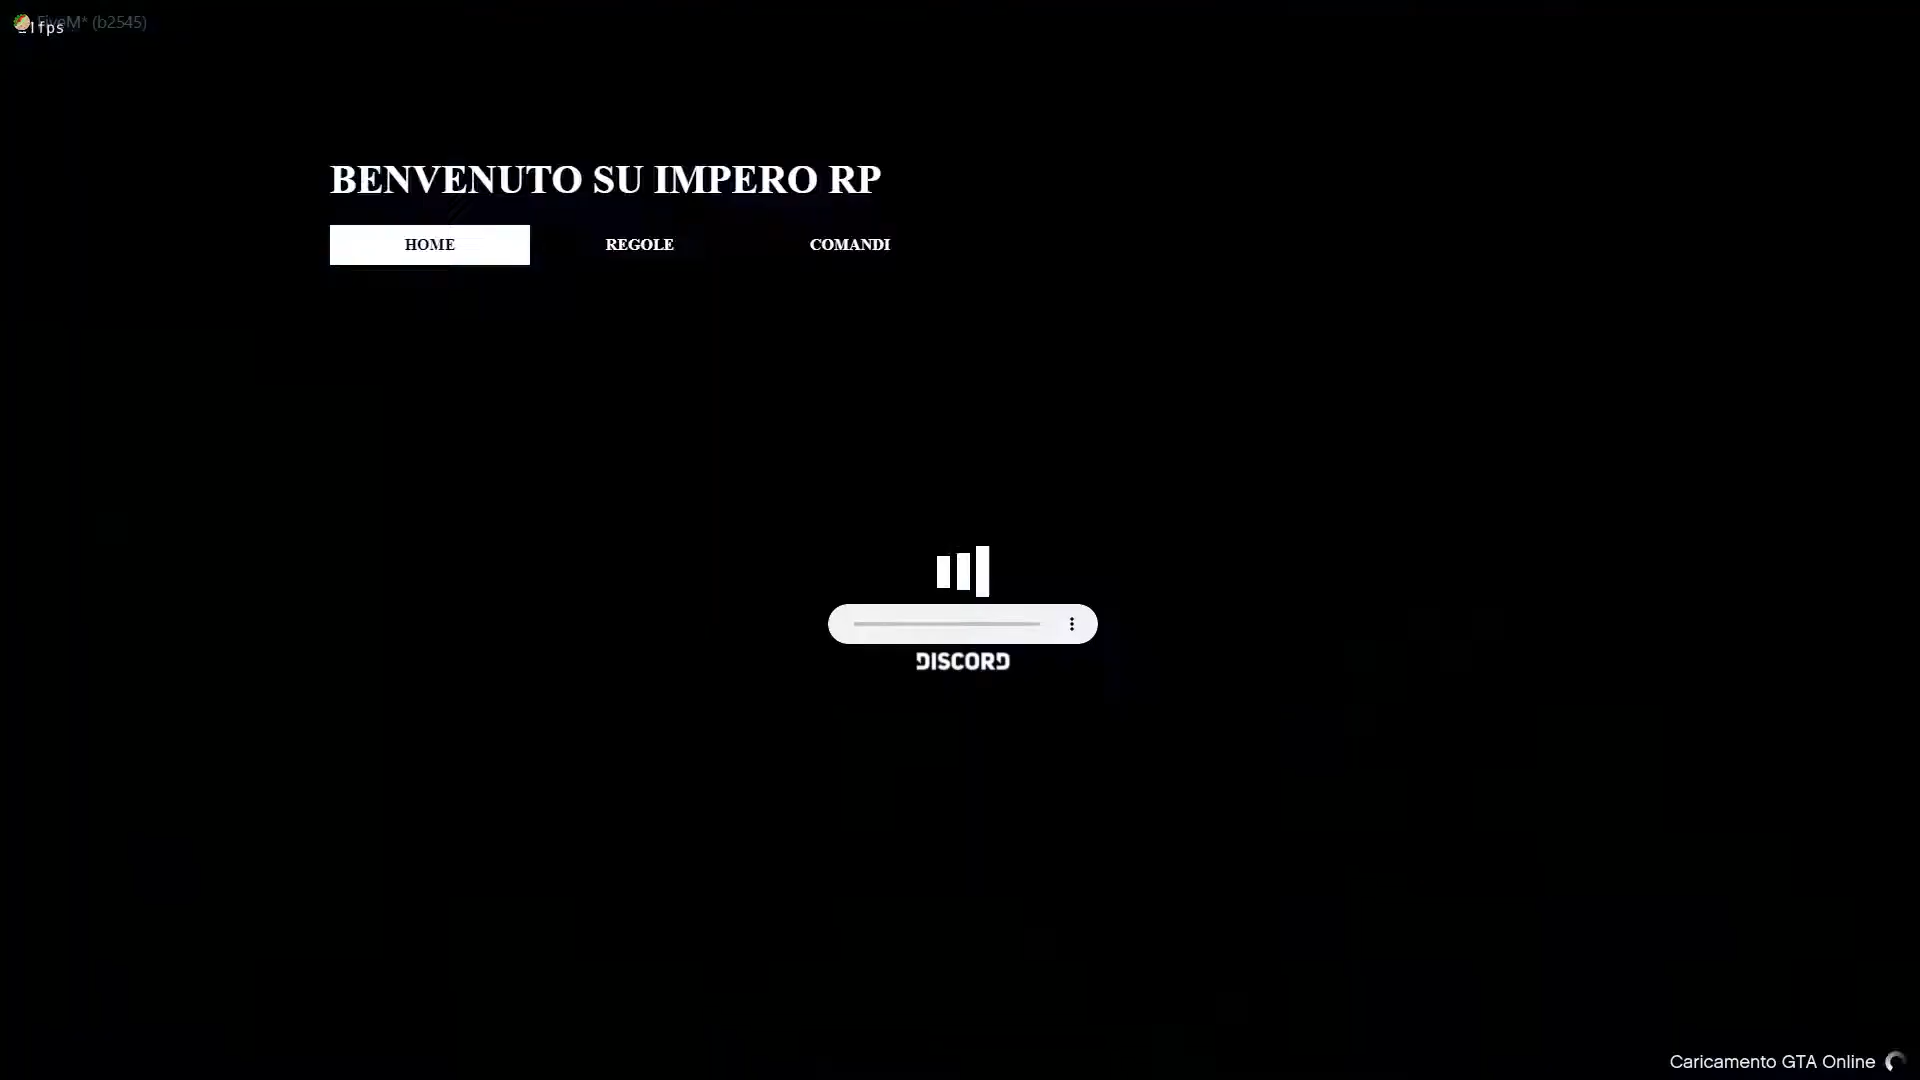 FiveM* (b2545)
BENVENUTO SU IMPERO RP
HOME REGOLE COMANDI
DISCORD
Caricamento GTA Online